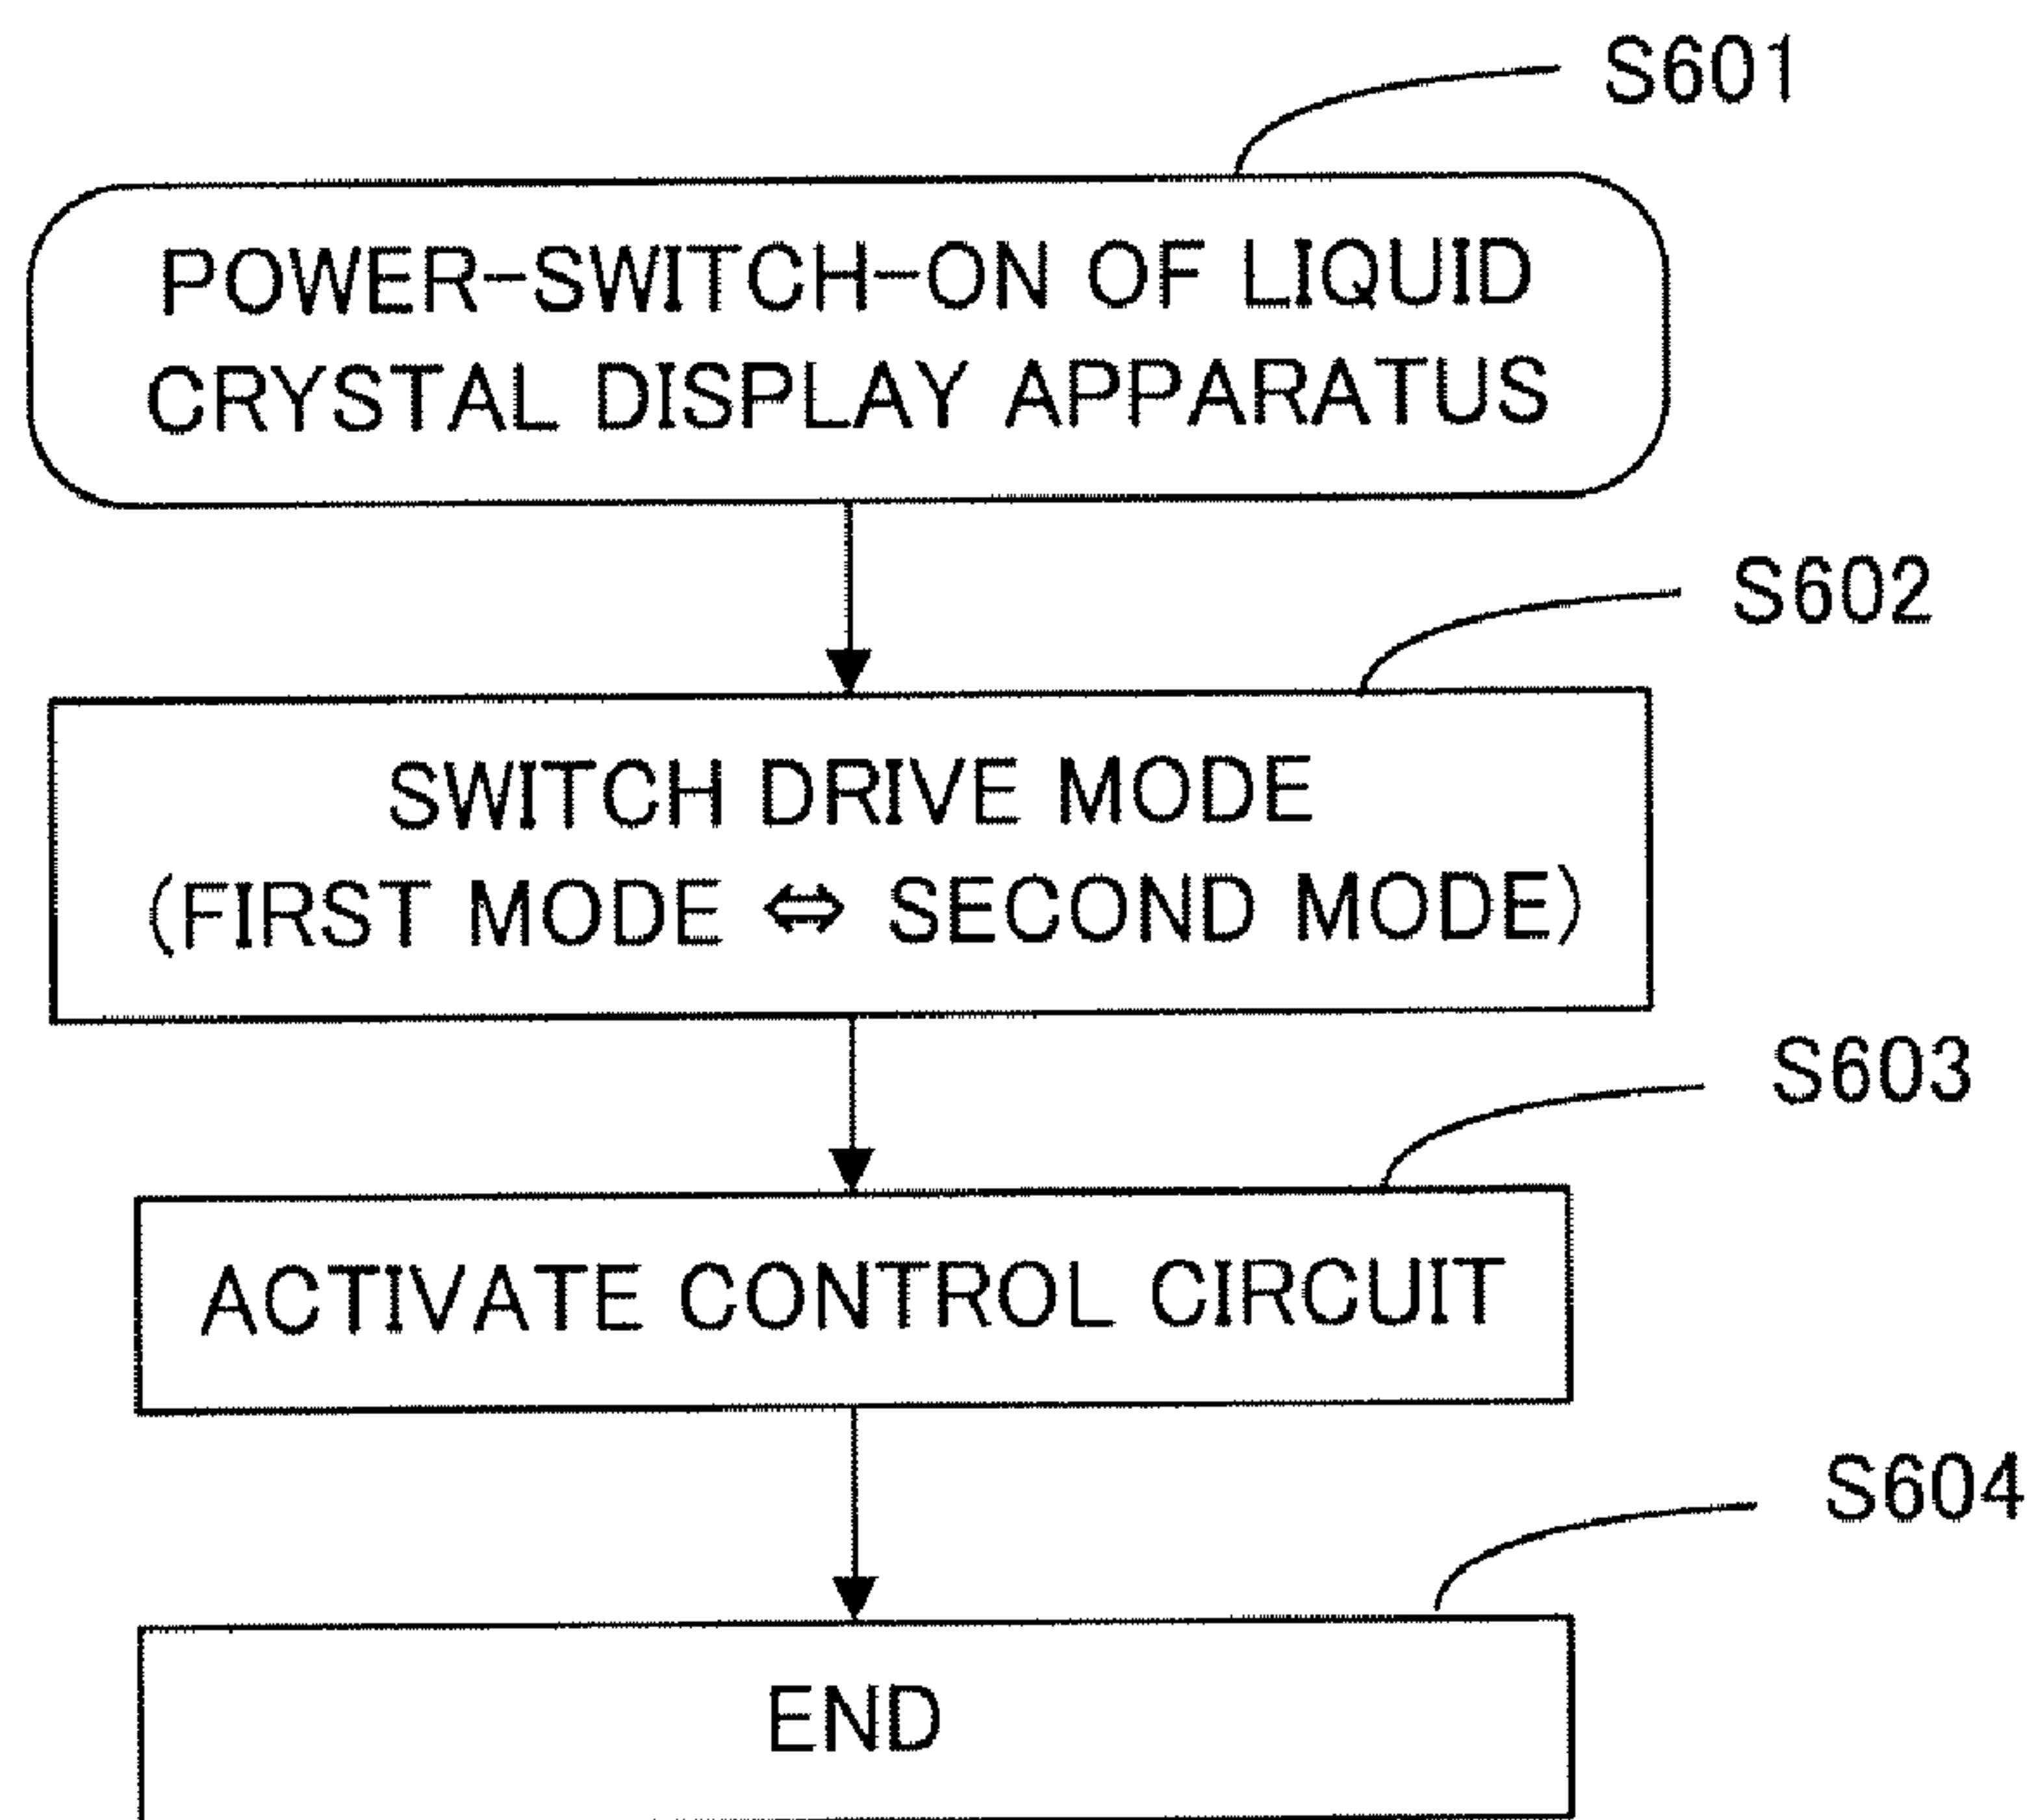 S601
POWER-SWITCH-ON OF LIQUID
CRYSTAL DISPLAY APPARATUS
S602
SWITCH DRIVE MODE
(FIRST MODE ⇔ SECOND MODE)
S603
ACTIVATE CONTROL CIRCUIT
S604
END